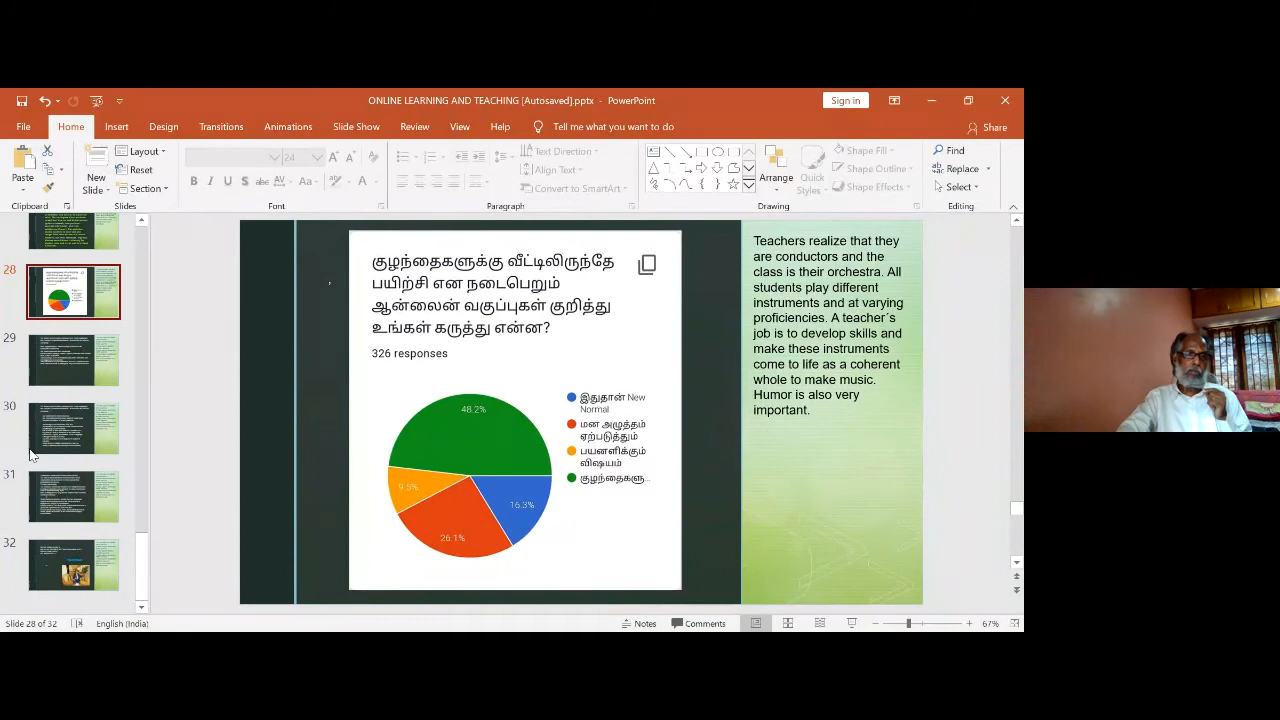 ONLINE LEARNING AND TEACHING [Autosaved].pptx - PowerPoint
Sign in
File Home Insert Design Transitions Animations Slide Show Review View Help Tell me what you want to do
Share
Paste
Clipboard
New Slide
Layout
Reset
Section
Slides
24
B I U S abc AV Aa A
Font
Text Direction
Align Text
Convert to SmartArt
Paragraph
Arrange
Quick Styles
Shape Fill
Shape Outline
Shape Effects
Drawing
Find
Replace
Select
Editing
28
29
30
31
32
குழந்தைகளுக்கு வீட்டிலிருந்தே
பயிற்சி என நடைபெறும்
ஆன்லைன் வகுப்புகள் குறித்து
உங்கள் கருத்து என்ன?
326 responses
48.2%
9.5%
26.1%
16.3%
இதுதான் New
Normal
மன அழுத்தம்
ஏற்படுத்தும்
பயனளிக்கும்
விஷயம்
குழந்தைகளு...
Teachers realize that they
are conductors and the
class is their orchestra. All
students play different
instruments and at varying
proficiencies. A teacher´s
job is to develop skills and
make these instruments
come to life as a coherent
whole to make music.
Humor is also very
important.
Slide 28 of 32
English (India)
Notes
Comments
67%